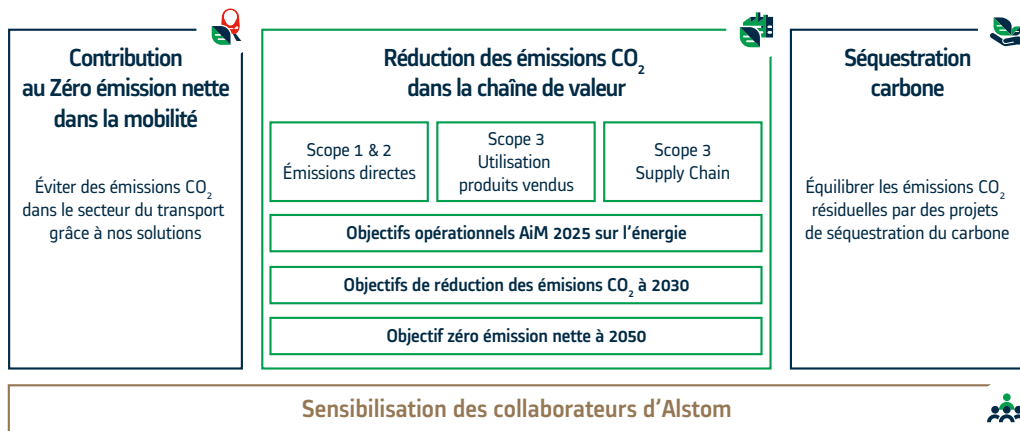 Contribution
au Zéro émission nette
dans la mobilité
Éviter des émissions CO₂
dans le secteur du transport
grâce à nos solutions
Réduction des émissions CO₂
dans la chaîne de valeur
Scope 1 & 2
Émissions directes
Scope 3
Utilisation
produits vendus
Scope 3
Supply Chain
Objectifs opérationnels AiM 2025 sur l’énergie
Objectifs de réduction des émisions CO₂ à 2030
Objectif zéro émission nette à 2050
Séquestration
carbone
Équilibrer les émissions CO₂
résiduelles par des projets
de séquestration du carbone
Sensibilisation des collaborateurs d’Alstom